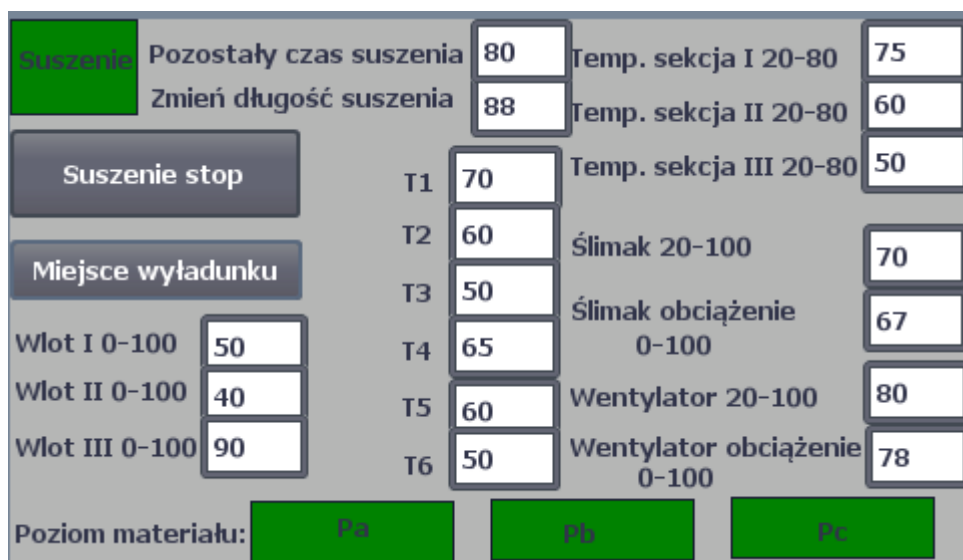 Suszenie
Pozostały czas suszenia 80
Zmień długość suszenia 88
Temp. sekcja I 20-80 75
Temp. sekcja II 20-80 60
Temp. sekcja III 20-80 50
Suszenie stop
Miejsce wyładunku
Wlot I 0-100 50
Wlot II 0-100 40
Wlot III 0-100 90
T1 70
T2 60
T3 50
T4 65
T5 60
T6 50
Ślimak 20-100 70
Ślimak obciążenie 67
0-100
Wentylator 20-100 80
Wentylator obciążenie 78
0-100
Poziom materiału: Pa Pb Pc